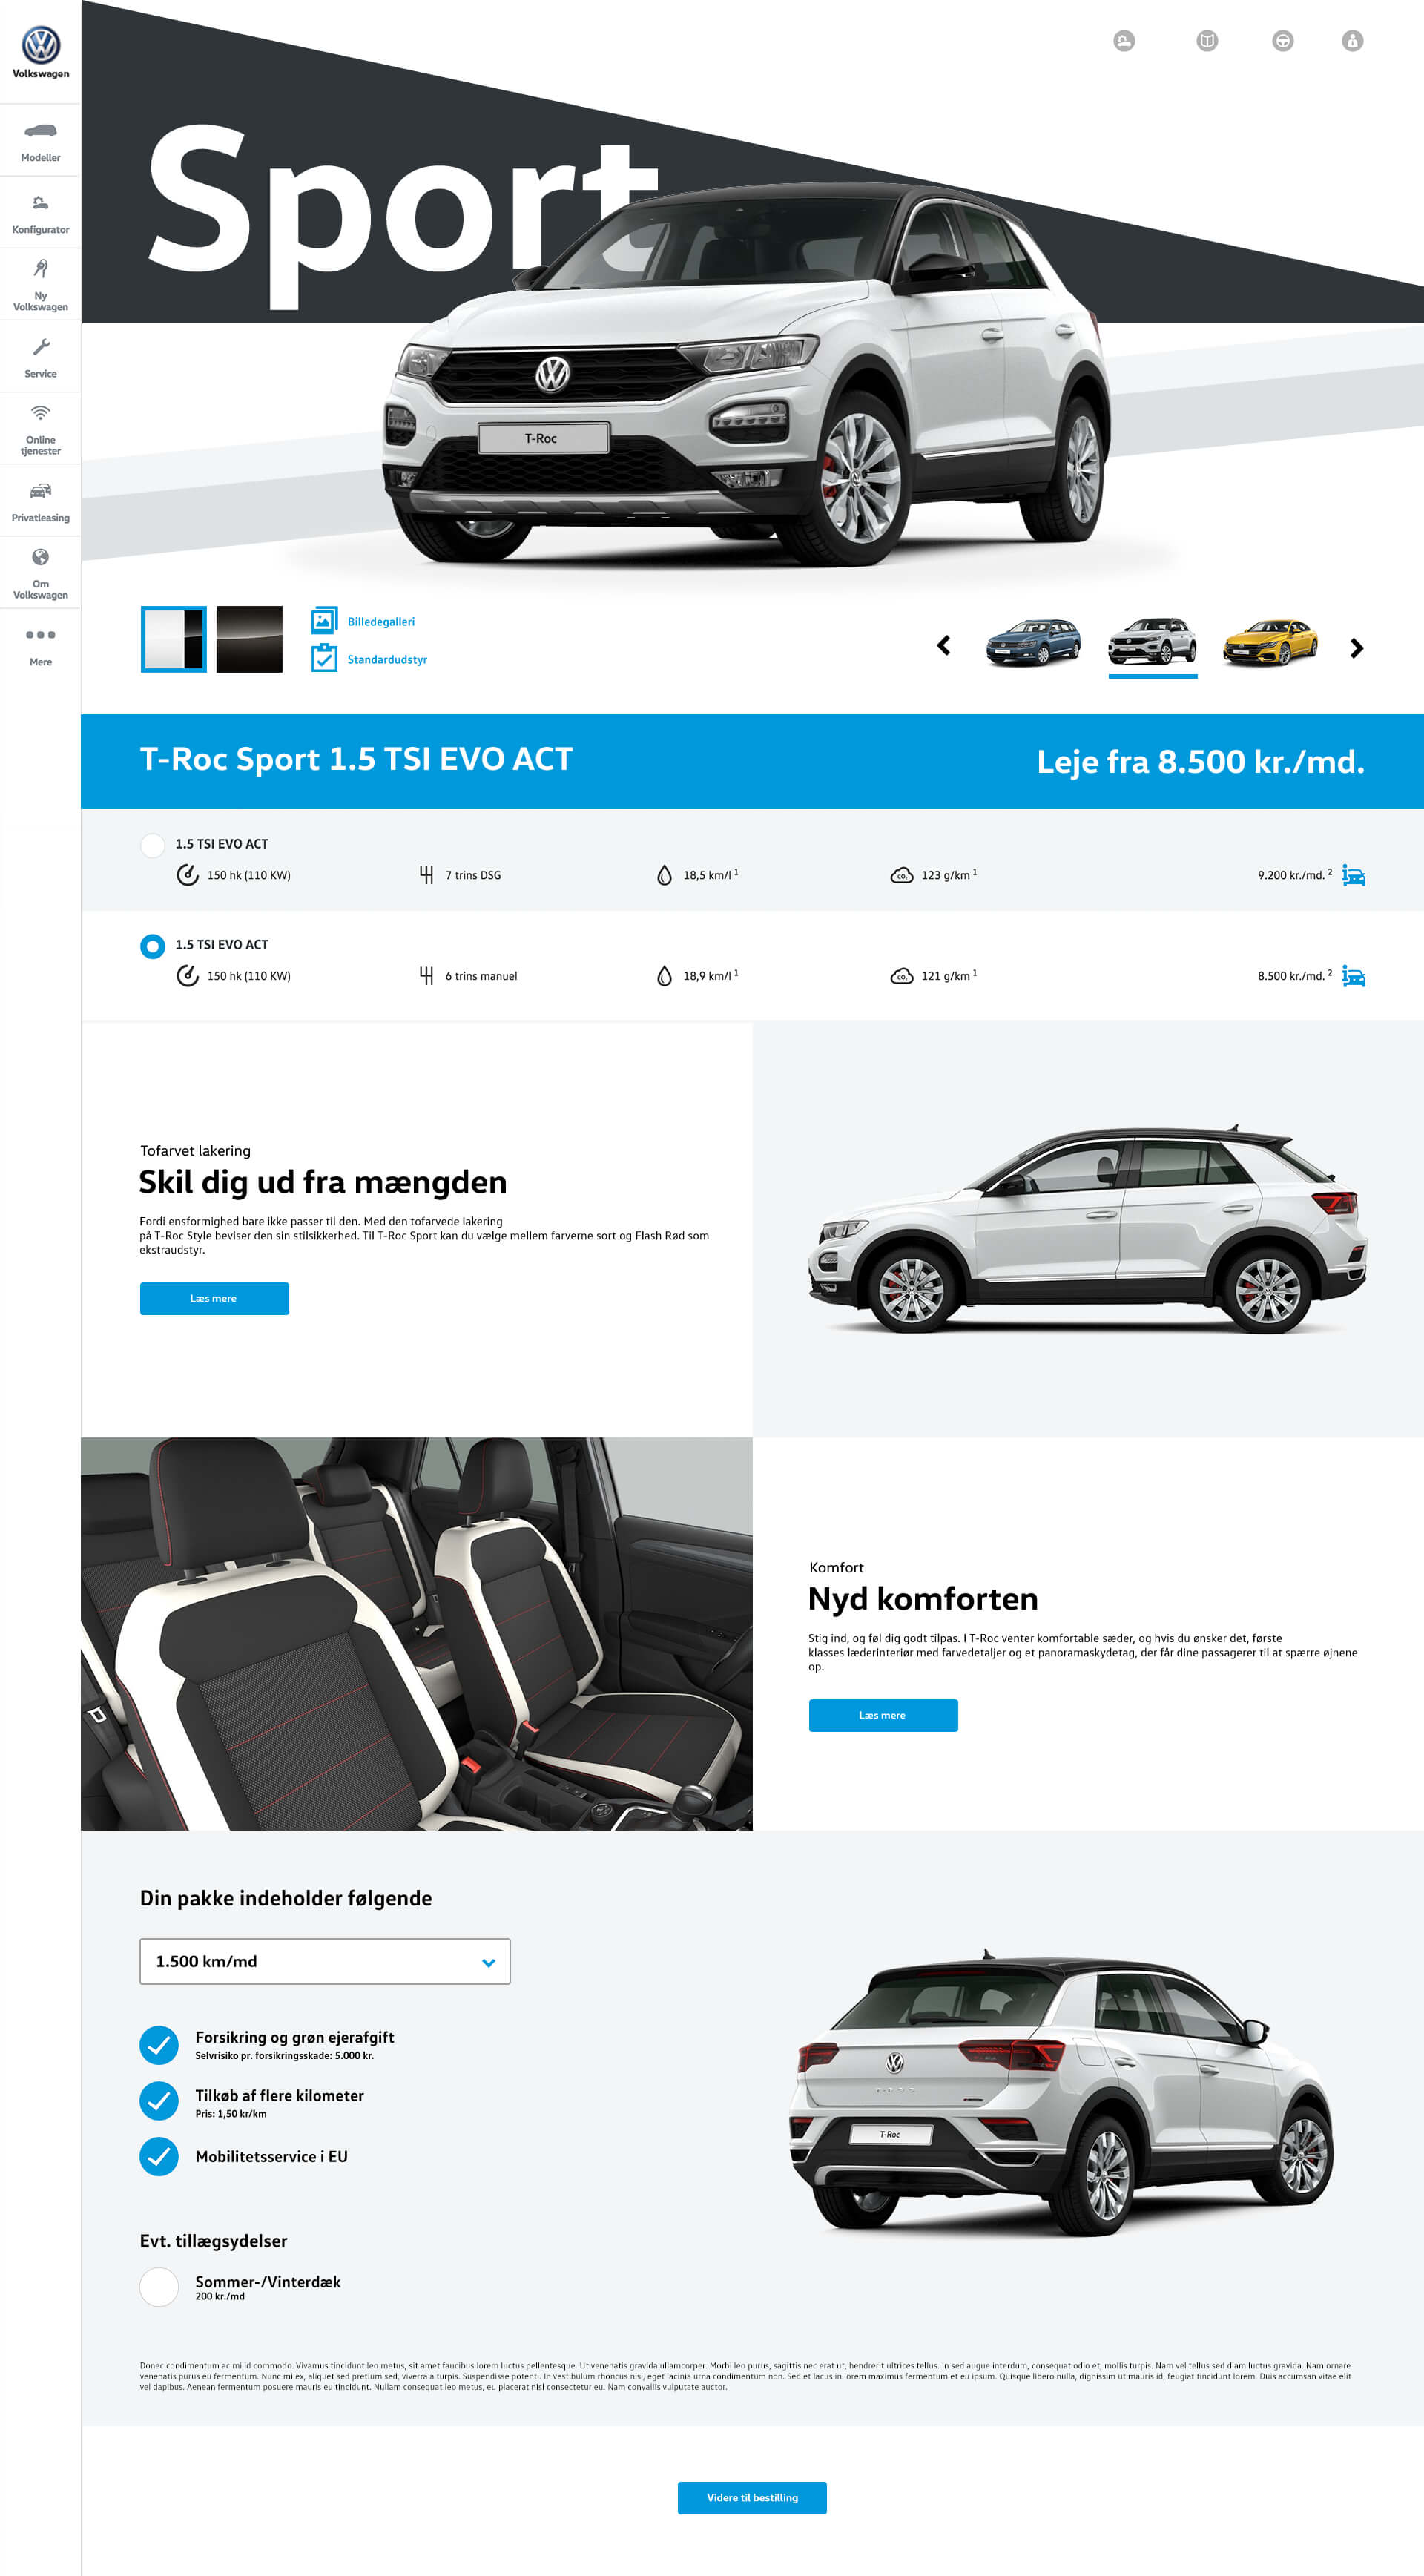 Volkswagen
Modeller
Konfigurator
Ny
Volkswagen
Service
Online
tjenester
Privatleasing
Om
Volkswagen
Mere
Sport
T-Roc
Billedegalleri
Standardudstyr
T-Roc Sport 1.5 TSI EVO ACT
Leje fra 8.500 kr./md.
1.5 TSI EVO ACT
150 hk (110 KW) 7 trins DSG 18,5 km/l 1 CO2 123 g/km 1 9.200 kr./md. 2
1.5 TSI EVO ACT
150 hk (110 KW) 6 trins manuel 18,9 km/l 1 CO2 121 g/km 1 8.500 kr./md. 2
Tofarvet lakering
Skil dig ud fra mængden
Fordi ensformighed bare ikke passer til den. Med den tofarvede lakering
på T-Roc Style beviser den sin stilsikkerhed. Til T-Roc Sport kan du vælge mellem farverne sort og Flash Rød som
ekstraudstyr.
Læs mere
Komfort
Nyd komforten
Stig ind, og føl dig godt tilpas. I T-Roc venter komfortable sæder, og hvis du ønsker det, første
klasses læderinteriør med farvedetaljer og et panoramaskydetag, der får dine passagerer til at spærre øjnene
op.
Læs mere
Din pakke indeholder følgende
1.500 km/md
Forsikring og grøn ejerafgift
Selvrisiko pr. forsikringsskade: 5.000 kr.
Tilkøb af flere kilometer
Pris: 1,50 kr/km
Mobilitetsservice i EU
T-Roc
Evt. tillægsydelser
Sommer-/Vinterdæk
200 kr./md
Donec condimentum ac mi id commodo. Vivamus tincidunt leo metus, sit amet faucibus lorem luctus pellentesque. Ut venenatis gravida ullamcorper. Morbi leo purus, sagittis nec erat ut, hendrerit ultrices tellus. In sed augue interdum, consequat odio et, mollis turpis. Nam vel tellus sed diam luctus gravida. Nam ornare
venenatis purus eu fermentum. Nunc mi ex, aliquet sed pretium sed, viverra a turpis. Suspendisse potenti. In vestibulum rhoncus nisi, eget lacinia urna condimentum non. Sed et lacus in lorem maximus fermentum et eu ipsum. Quisque libero nulla, dignissim ut mauris id, feugiat tincidunt lorem. Duis accumsan vitae elit
vel dapibus. Aenean fermentum posuere mauris eu tincidunt. Nullam consequat leo metus, eu placerat nisl consectetur eu. Nam convallis vulputate auctor.
Videre til bestilling